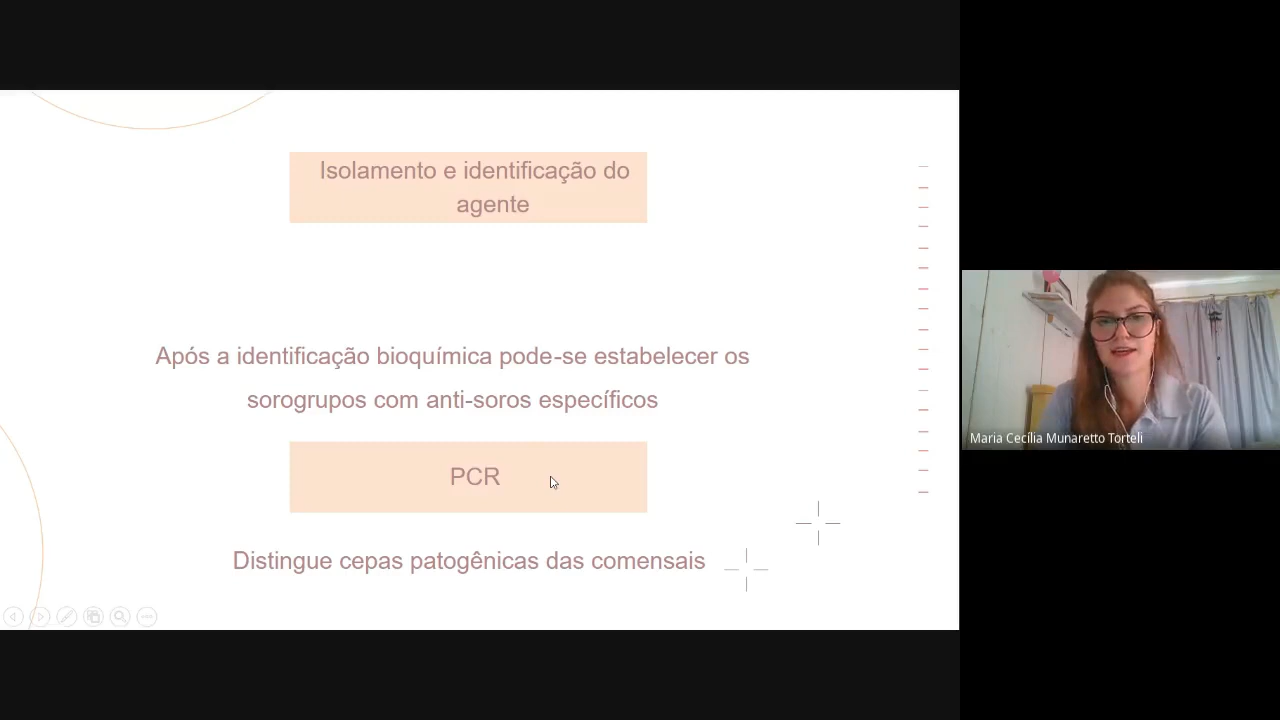 Isolamento e identificação do
agente
Após a identificação bioquímica pode-se estabelecer os
sorogrupos com anti-soros específicos
PCR
Distingue cepas patogênicas das comensais
Maria Cecília Munaretto Torteli